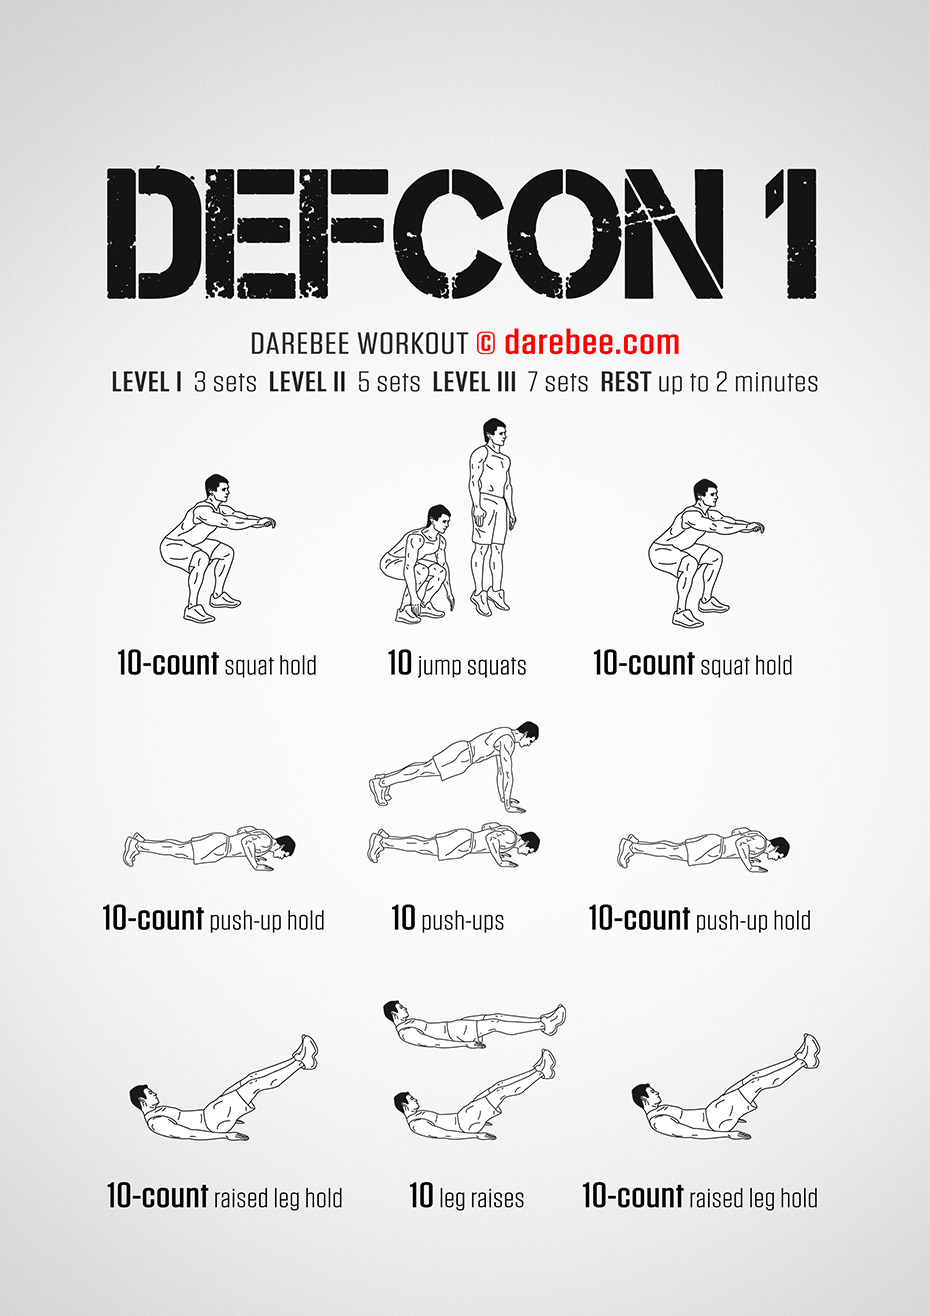 DEFCON 1
DAREBEE WORKOUT © darebee.com
LEVEL I 3 sets LEVEL II 5 sets LEVEL III 7 sets REST up to 2 minutes
10-count squat hold
10 jump squats
10-count squat hold
10-count push-up hold
10 push-ups
10-count push-up hold
10-count raised leg hold
10 leg raises
10-count raised leg hold